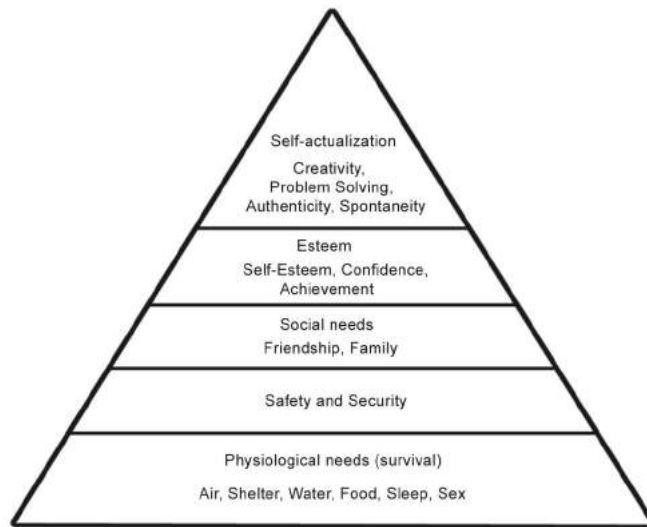 Self-actualization
Creativity,
Problem Solving,
Authenticity, Spontaneity
Esteem
Self-Esteem, Confidence,
Achievement
Social needs
Friendship, Family
Safety and Security
Physiological needs (survival)
Air, Shelter, Water, Food, Sleep, Sex